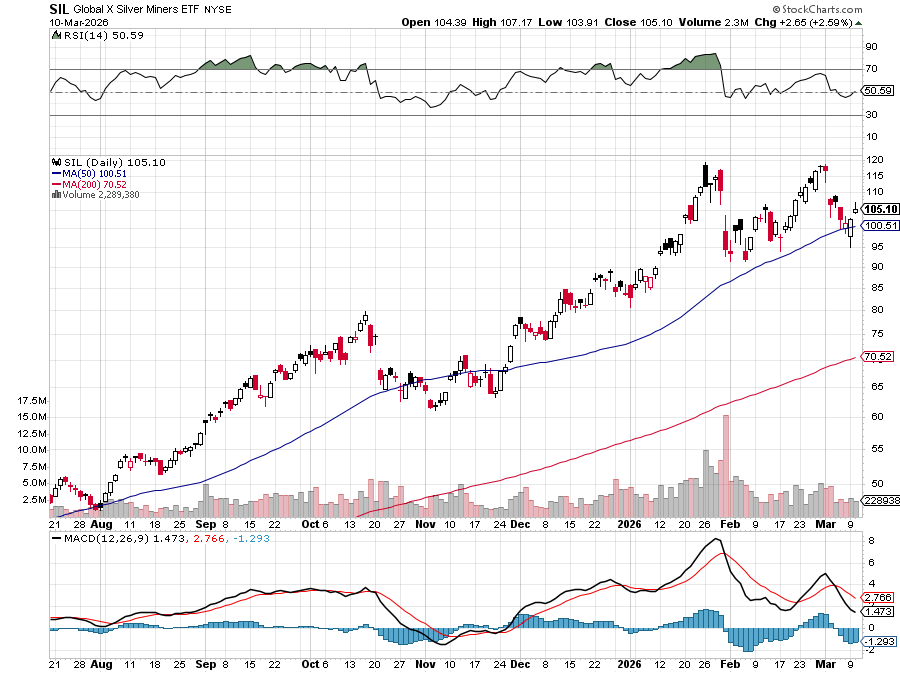 SIL Global X Silver Miners ETF NYSE © StockCharts.com
10-Mar-2026 Open 104.39 High 107.17 Low 103.91 Close 105.10 Volume 2.3M Chg +2.65 (+2.59%)
RSI(14) 50.59
90
70
50.59
30
10
SIL (Daily) 105.10
MA(50) 100.51
MA(200) 70.52
Volume 2,289,380
120
115
110
105.10
100.51
95
90
85
80
75
70.52
65
60
55
50
17.5M
15.0M
12.5M
10.0M
7.5M
5.0M
2.5M
228938
21 28 Aug 11 18 25 Sep 8 15 22 Oct 6 13 20 27 Nov 10 17 24 Dec 8 15 22 2026 12 20 26 Feb 9 17 23 Mar 9
MACD(12,26,9) 1.473, 2.766, -1.293
8
6
4
2.766
1.473
0
-1.293
-2
21 28 Aug 11 18 25 Sep 8 15 22 Oct 6 13 20 27 Nov 10 17 24 Dec 8 15 22 2026 12 20 26 Feb 9 17 23 Mar 9